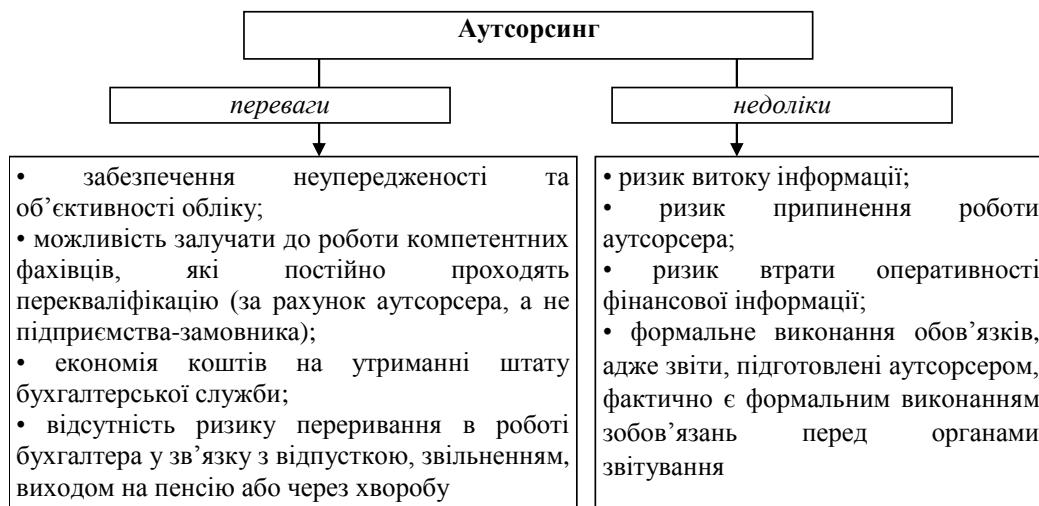 Аутсорсинг
переваги
недоліки
• забезпечення неупередженості та
об’єктивності обліку;
• можливість залучати до роботи компетентних
фахівців, які постійно проходять
перекваліфікацію (за рахунок аутсорсера, а не
підприємства-замовника);
• економія коштів на утриманні штату
бухгалтерської служби;
• відсутність ризику переривання в роботі
бухгалтера у зв’язку з відпусткою, звільненням,
виходом на пенсію або через хворобу
• ризик витоку інформації;
• ризик припинення роботи
аутсорсера;
• ризик втрати оперативності
фінансової інформації;
• формальне виконання обов’язків,
адже звіти, підготовлені аутсорсером,
фактично є формальним виконанням
зобов’язань перед органами
звітування